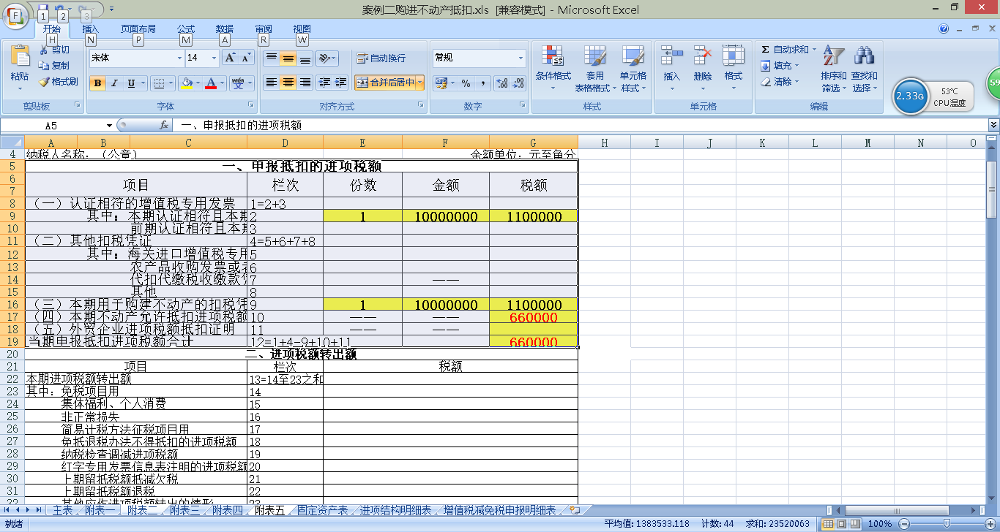 案例二购进不动产抵扣.xls [兼容模式] - Microsoft Excel
F 1 2 3
开始 插入 页面布局 公式 数据 审阅 视图
H N P M A R W
粘贴 剪切 复制 格式刷
宋体 14 自动换行 常规
B I U 合并后居中
条件格式 套用表格格式 单元格样式 插入 删除 格式
Σ 自动求和 填充 清除 排序和筛选 查找和选择
剪贴板 字体 对齐方式 数字 样式 单元格 编辑
2.33G 53℃ CPU温度 59
A5 fx 一、申报抵扣的进项税额
A B C D E F G H I J K L M N O
4 纳税人名称:(公章) 金额单位:元至角分
5 一、申报抵扣的进项税额
6 项目 栏次 份数 金额 税额
7
8 (一)认证相符的增值税专用发票 1=2+3
9 其中:本期认证相符且本期 2 1 10000000 1100000
10 前期认证相符且本期 3
11 (二)其他扣税凭证 4=5+6+7+8
12 其中:海关进口增值税专用 5
13 农产品收购发票或 6
14 代扣代缴税收缴款 7 ——
15 其他 8
16 (三)本期用于购建不动产的扣税凭 9 1 10000000 1100000
17 (四)本期不动产允许抵扣进项税额 10 —— —— 660000
18 (五)外贸企业进项税额抵扣证明 11 —— ——
19 当期申报抵扣进项税额合计 12=1+4-9+10+11 660000
20 二、进项税额转出额
21 项目 栏次 税额
22 本期进项税额转出额 13=14至23之和
23 其中:免税项目用 14
24 集体福利、个人消费 15
25 非正常损失 16
26 简易计税方法征税项目用 17
27 免抵退税办法不得抵扣的进项税额 18
28 纳税检查调减进项税额 19
29 红字专用发票信息表注明的进项税额 20
30 上期留抵税额抵减欠税 21
31 上期留抵税额退税 22
32 其他应作进项税额转出的情形 23
主表 附表一 附表二 附表三 附表四 附表五 固定资产表 进项结构明细表 增值税减免税申报明细表
就绪 平均值: 1383533.118 计数: 44 求和: 23520063 100%